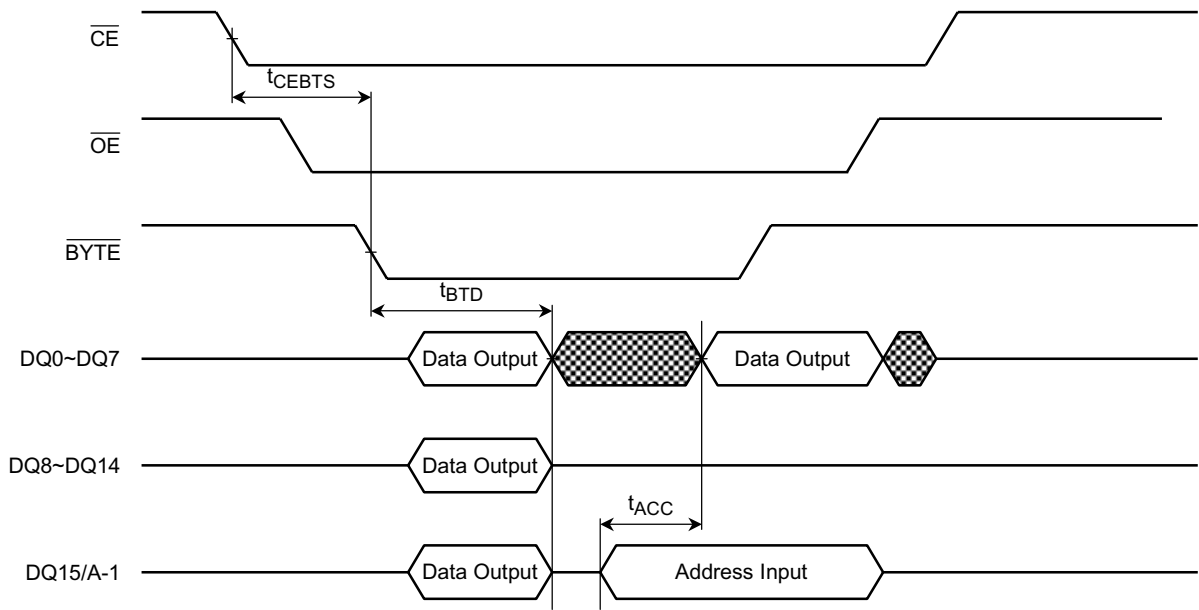 CE
tCEBTS
OE
BYTE
tBTD
DQ0~DQ7
Data Output
Data Output
DQ8~DQ14
Data Output
tACC
DQ15/A-1
Data Output
Address Input